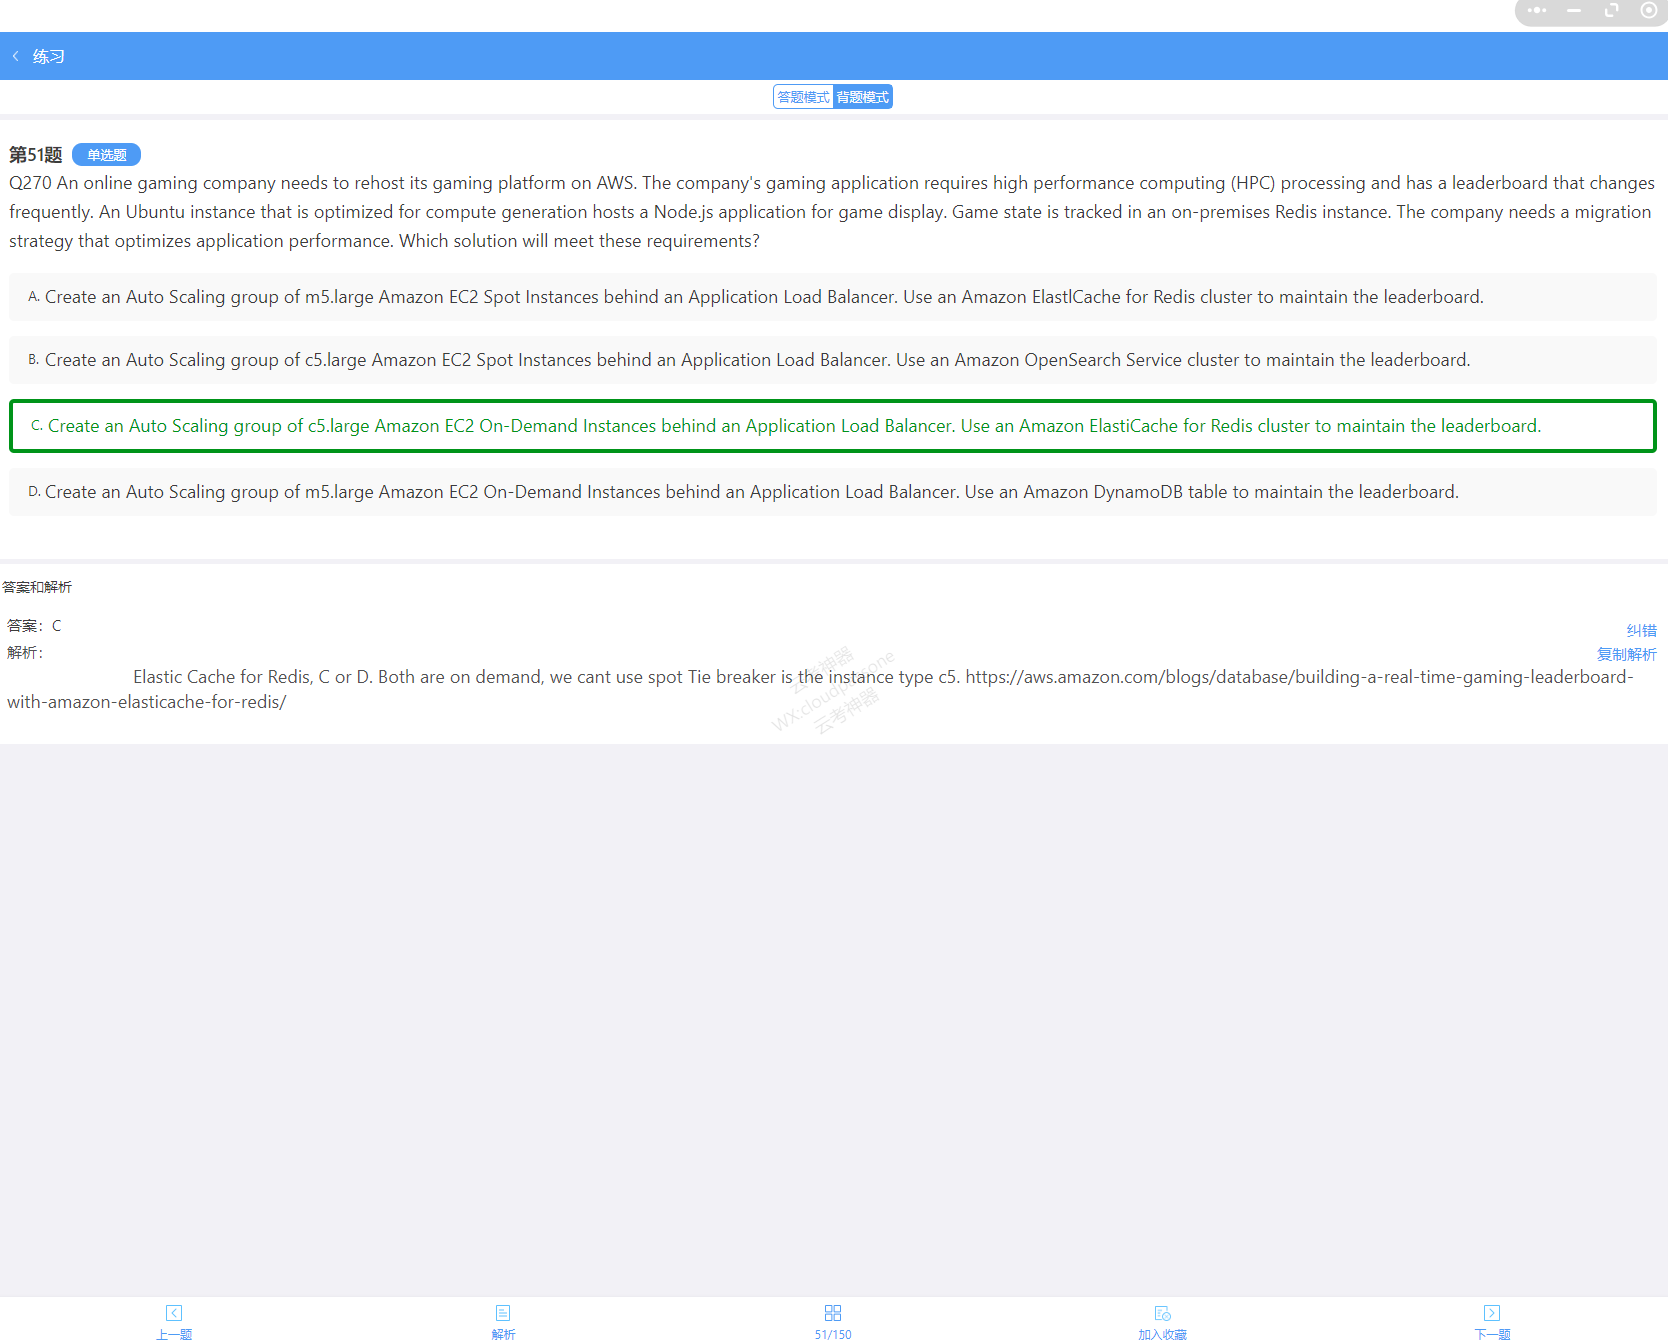 练习
答题模式 背题模式
第51题 单选题
Q270 An online gaming company needs to rehost its gaming platform on AWS. The company's gaming application requires high performance computing (HPC) processing and has a leaderboard that changes
frequently. An Ubuntu instance that is optimized for compute generation hosts a Node.js application for game display. Game state is tracked in an on-premises Redis instance. The company needs a migration
strategy that optimizes application performance. Which solution will meet these requirements?
A. Create an Auto Scaling group of m5.large Amazon EC2 Spot Instances behind an Application Load Balancer. Use an Amazon ElastlCache for Redis cluster to maintain the leaderboard.
B. Create an Auto Scaling group of c5.large Amazon EC2 Spot Instances behind an Application Load Balancer. Use an Amazon OpenSearch Service cluster to maintain the leaderboard.
C. Create an Auto Scaling group of c5.large Amazon EC2 On-Demand Instances behind an Application Load Balancer. Use an Amazon ElastiCache for Redis cluster to maintain the leaderboard.
D. Create an Auto Scaling group of m5.large Amazon EC2 On-Demand Instances behind an Application Load Balancer. Use an Amazon DynamoDB table to maintain the leaderboard.
答案和解析
答案：C
纠错
解析：
复制解析
Elastic Cache for Redis, C or D. Both are on demand, we cant use spot Tie breaker is the instance type c5. https://aws.amazon.com/blogs/database/building-a-real-time-gaming-leaderboard-
with-amazon-elasticache-for-redis/
云考神器
云考神器
上一题 解析 51/150 加入收藏 下一题